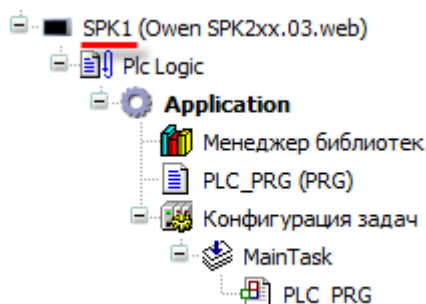 SPK1 (Owen SPK2xx.03.web)
Plc Logic
Application
Менеджер библиотек
PLC_PRG (PRG)
Конфигурация задач
MainTask
PLC_PRG